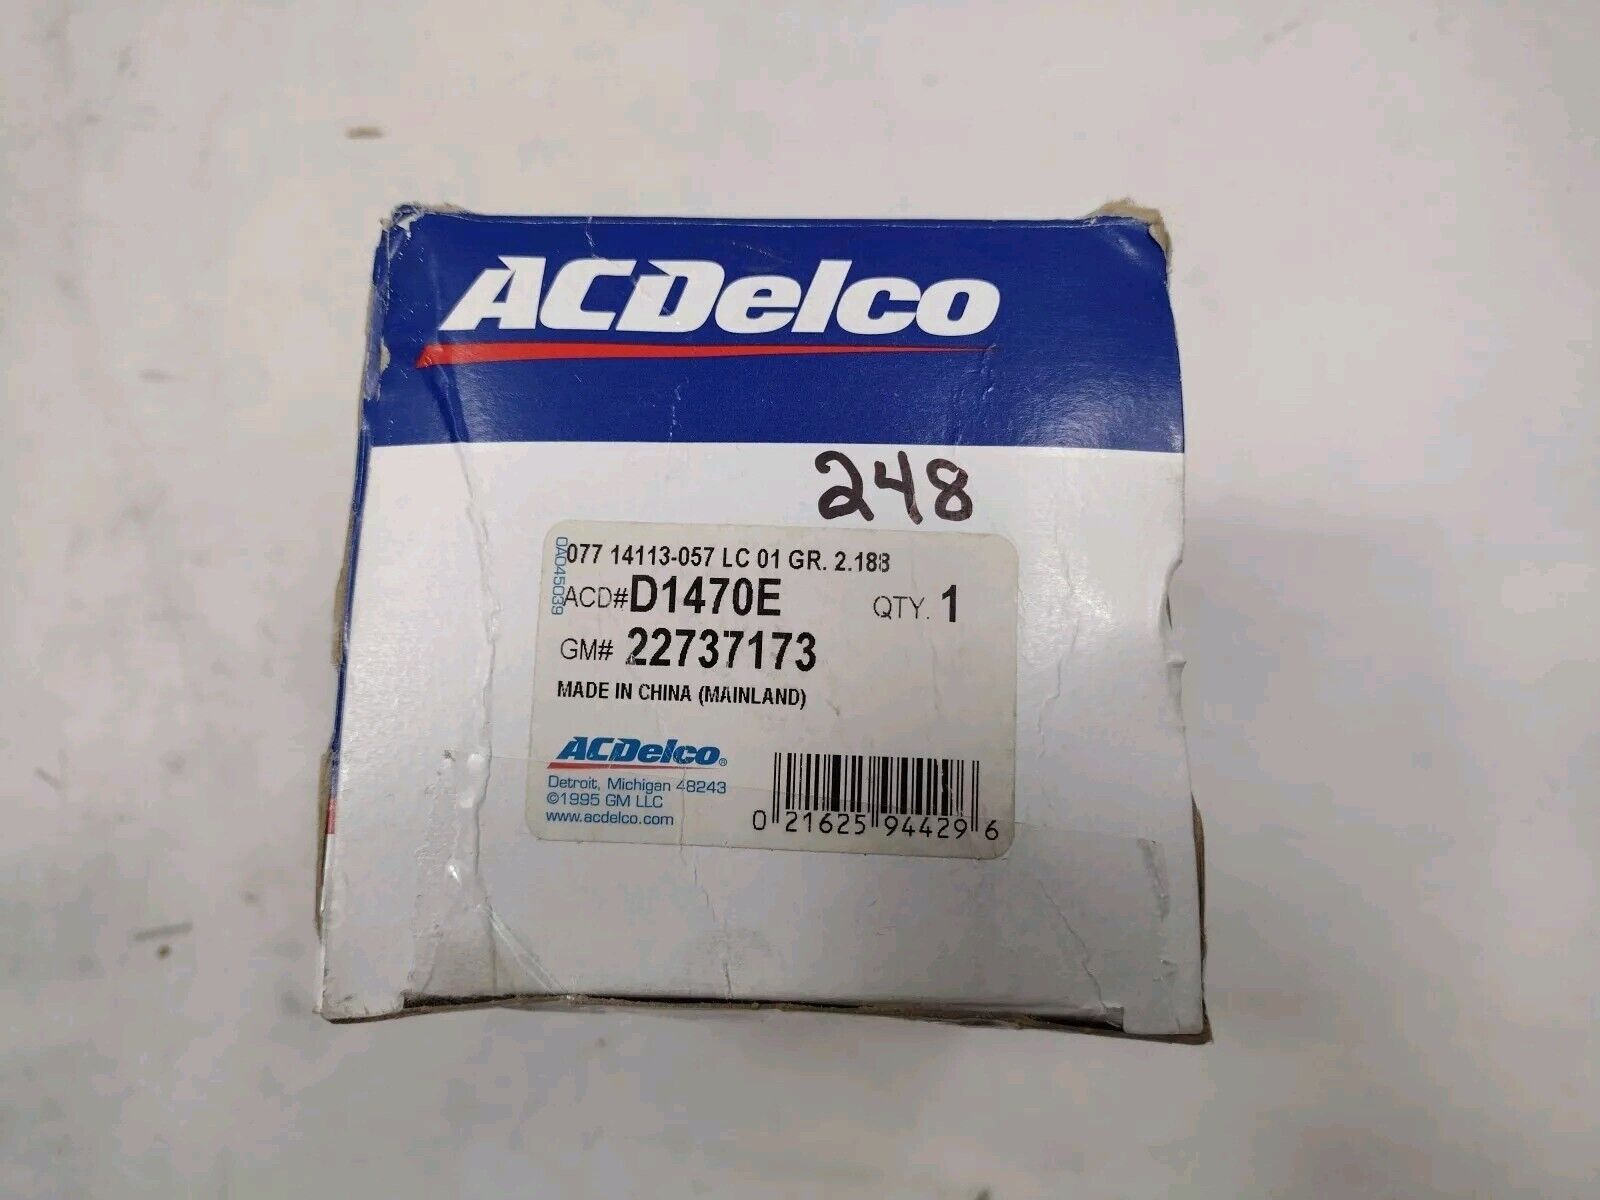 ACDelco
248
077 14113-057 LC 01 GR. 2.188
0A045039
ACD# D1470E QTY. 1
GM# 22737173
MADE IN CHINA (MAINLAND)
ACDelco®
Detroit, Michigan 48243
©1995 GM LLC
www.acdelco.com
0 21625 94429 6